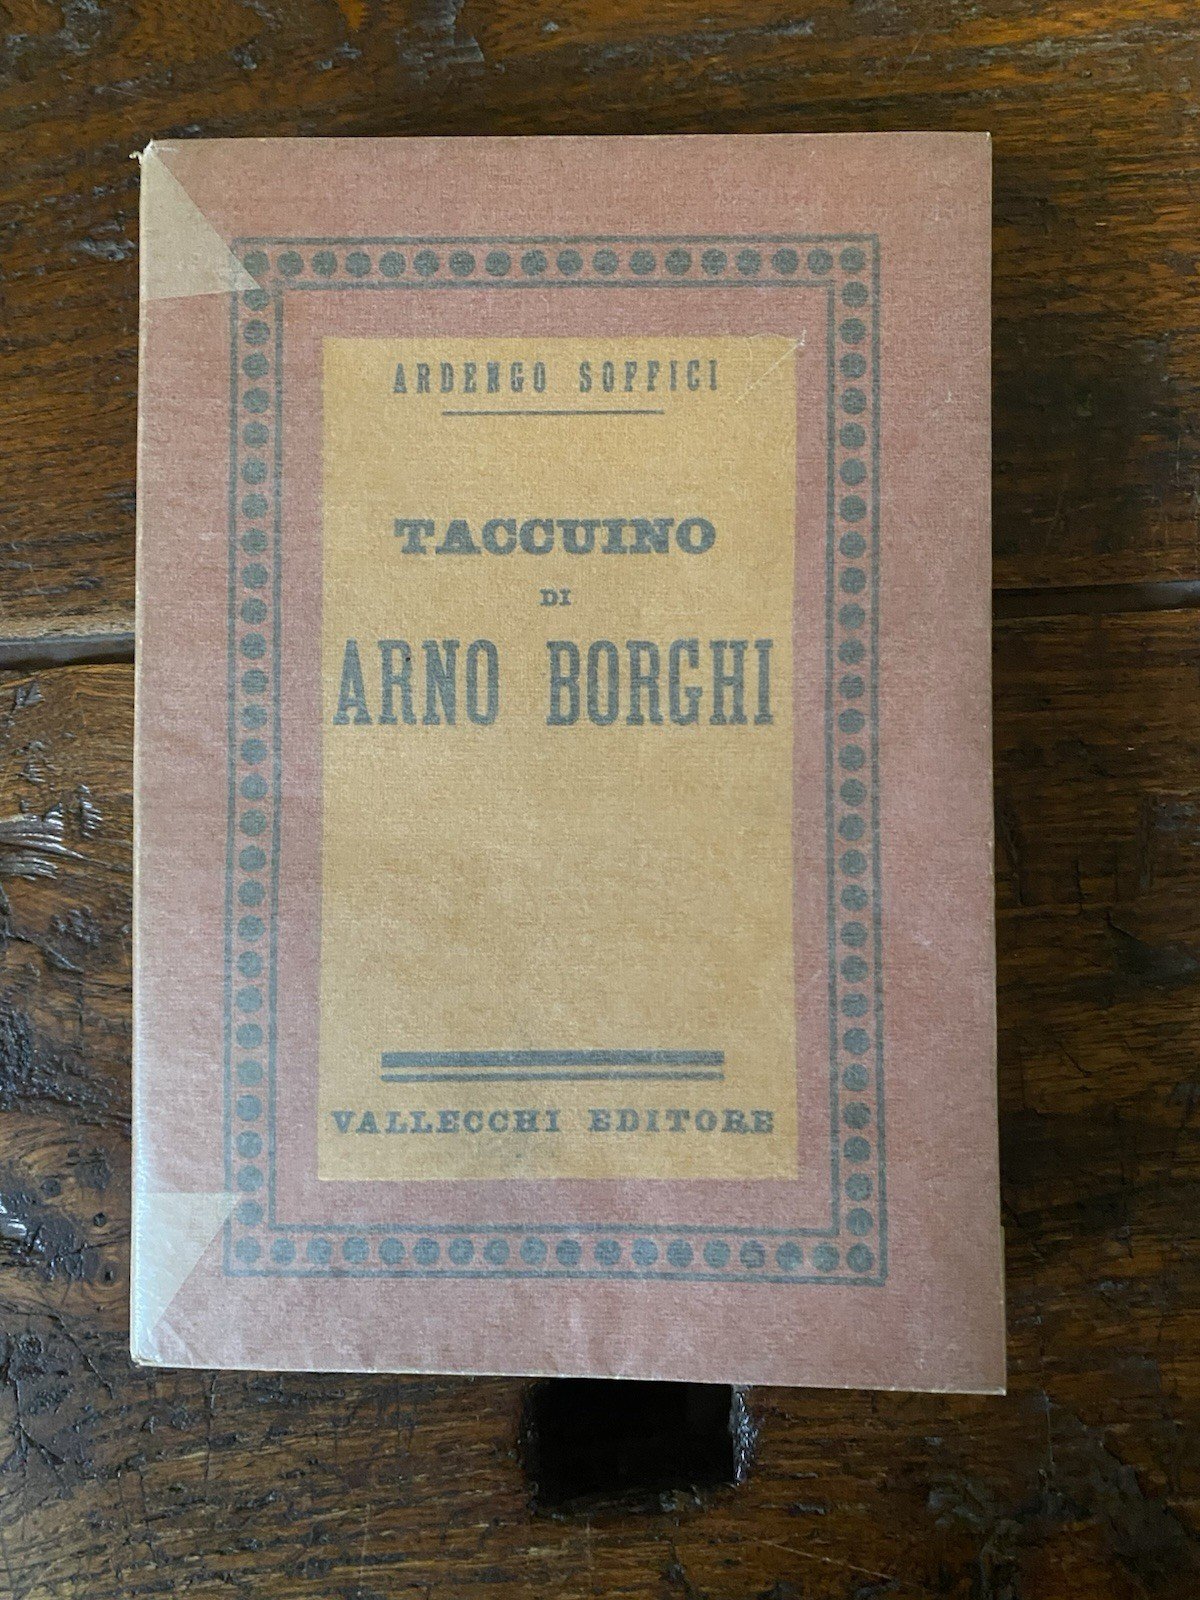 ARDENGO SOFFICI
TACCUINO
DI
ARNO BORGHI
VALLECCHI EDITORE